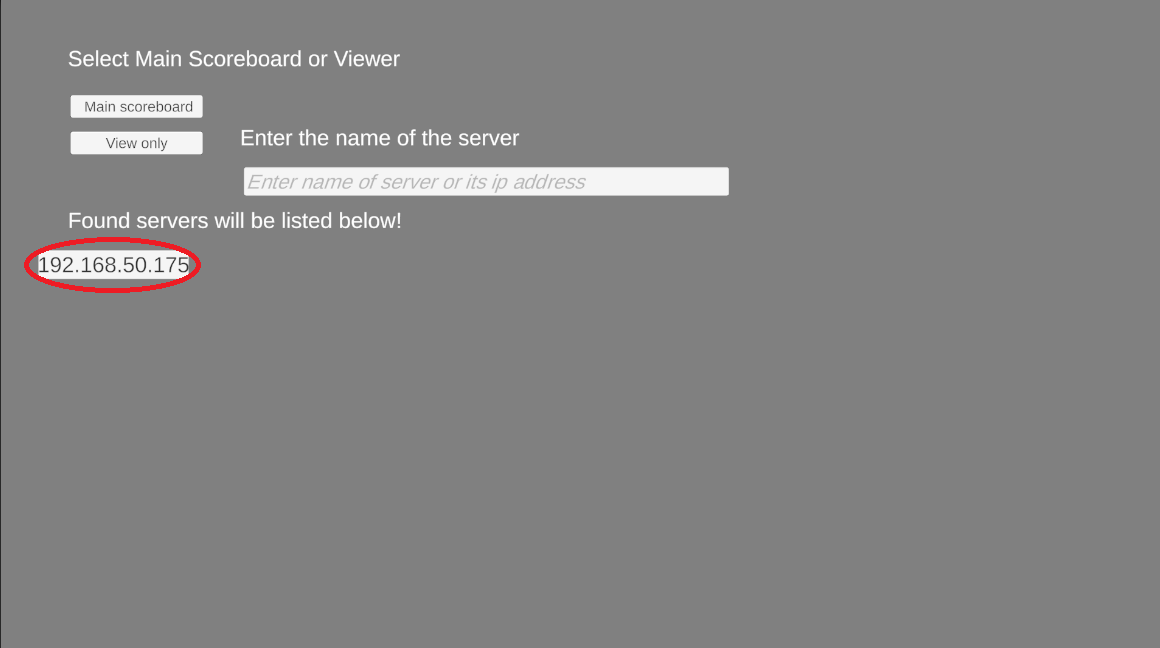 Select Main Scoreboard or Viewer
Main scoreboard
View only
Enter the name of the server
Enter name of server or its ip address
Found servers will be listed below!
192.168.50.175